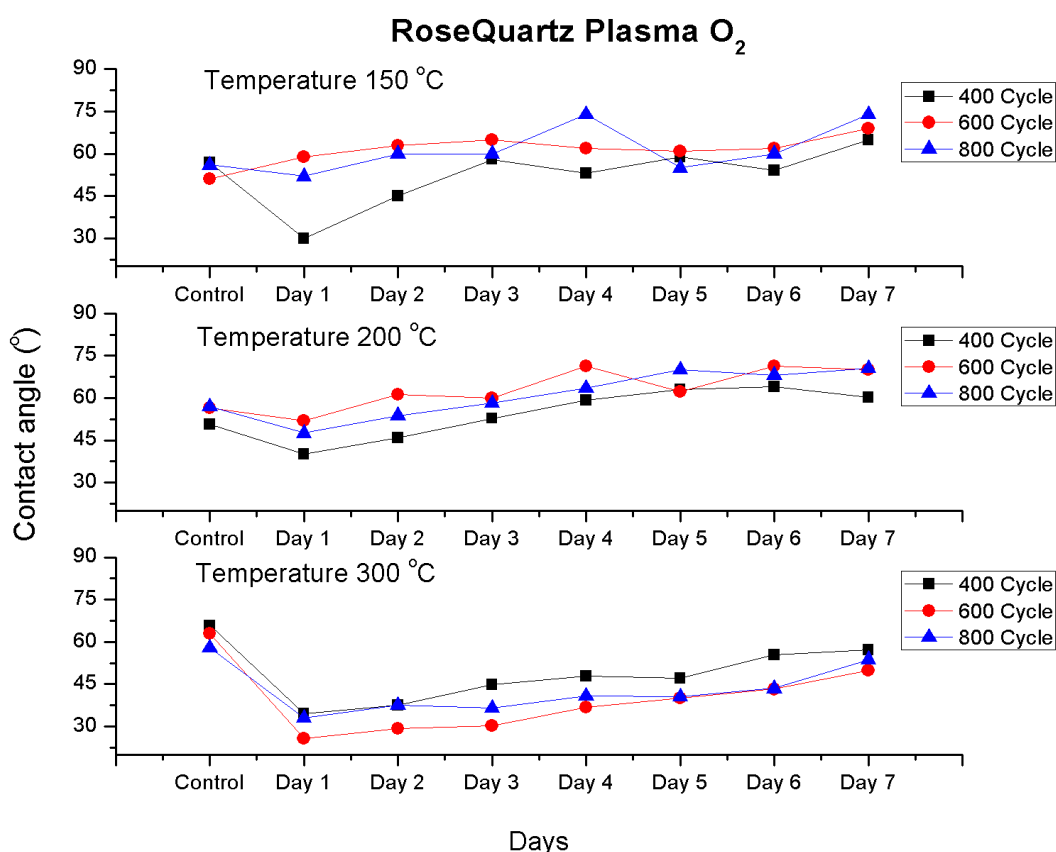 RoseQuartz Plasma O₂
Contact angle (°)
90
75
60
45
30
Temperature 150 °C
400 Cycle
600 Cycle
800 Cycle
Control Day 1 Day 2 Day 3 Day 4 Day 5 Day 6 Day 7
90
75
60
45
30
Temperature 200 °C
400 Cycle
600 Cycle
800 Cycle
Control Day 1 Day 2 Day 3 Day 4 Day 5 Day 6 Day 7
90
75
60
45
30
Temperature 300 °C
400 Cycle
600 Cycle
800 Cycle
Control Day 1 Day 2 Day 3 Day 4 Day 5 Day 6 Day 7
Days